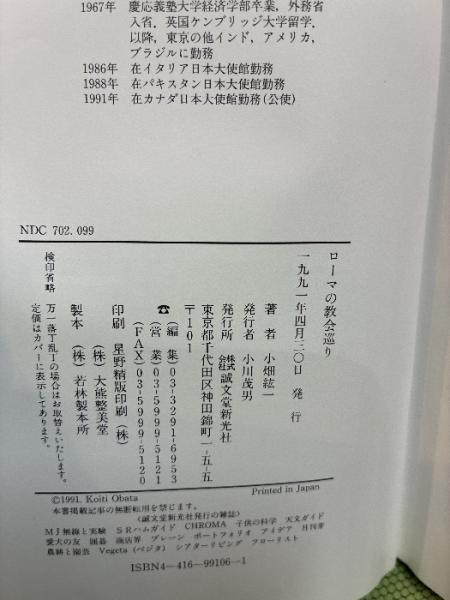 1967年 慶応義塾大学経済学部卒業，外務省
入省．英国ケンブリッジ大学留学．
以降，東京の他インド，アメリカ，
ブラジルに勤務
1986年 在イタリア日本大使館勤務
1988年 在パキスタン日本大使館勤務
1991年 在カナダ日本大使館勤務(公使)
NDC 702.099
ローマの教会巡り
一九九一年四月三〇日 発行
著者 小畑紘一
発行者 小川茂男
発行所 株式会社 誠文堂新光社
東京都千代田区神田錦町一-五-五
〒101
☎(編集)03-3291-6953
(営業)03-5999-5121
(FAX)03-5999-5120
印刷 星野精版印刷(株)
(株)大熊整美堂
製本 (株)若林製本所
検印省略 万一落丁乱丁の場合はお取替えいたします。
定価はカバーに表示してあります。
©1991. Koiti Obata Printed in Japan
本書掲載記事の無断転用を禁じます。
〈誠文堂新光社発行の雑誌〉
MJ無線と実験 SRハムガイド CHROMA 子供の科学 天文ガイド
愛犬の友 囲碁 商店界 ブレーン ポートフォリオ アイデア 月刊茶
農耕と園芸 Vegeta(ベジタ) シアターリビング フローリスト
ISBN4-416-99106-1